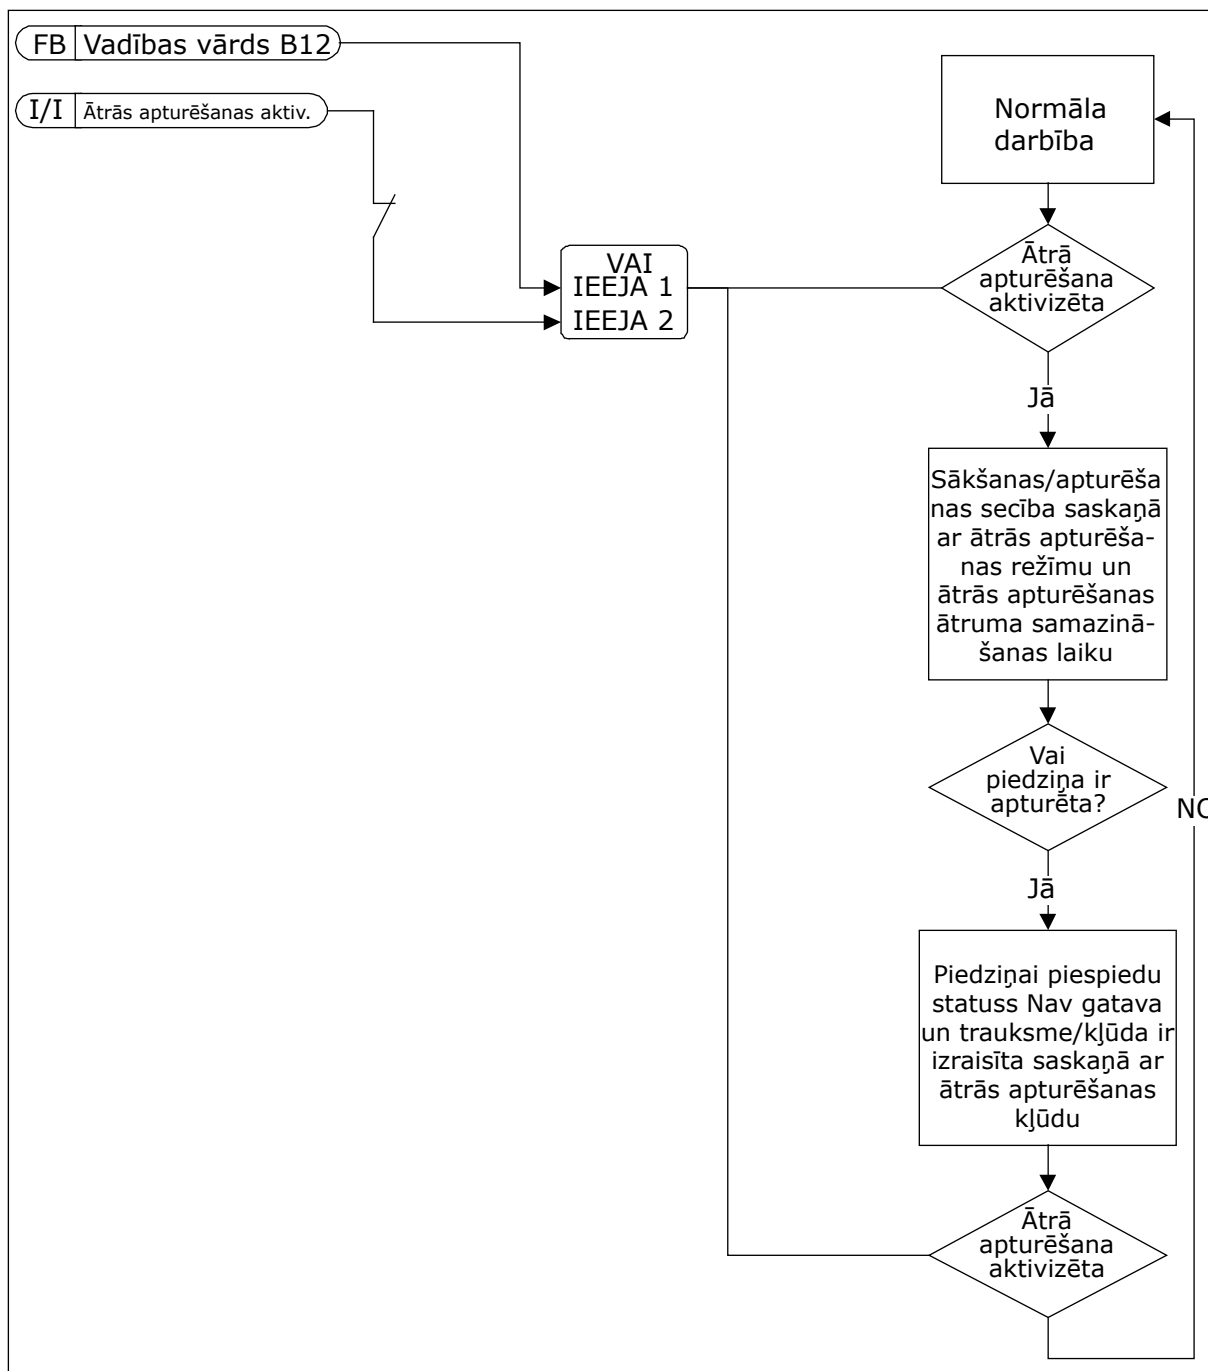 FB Vadības vārds B12
I/I Ātrās apturēšanas aktiv.
VAI
IEEJA 1
IEEJA 2
Normāla
darbība
Ātrā
apturēšana
aktivizēta
Jā
Sākšanas/apturēša
nas secība saskaņā
ar ātrās apturēša-
nas režīmu un
ātrās apturēšanas
ātruma samazinā-
šanas laiku
Vai
piedziņa ir
apturēta?
NO
Jā
Piedziņai piespiedu
statuss Nav gatava
un trauksme/kļūda ir
izraisīta saskaņā ar
ātrās apturēšanas
kļūdu
Ātrā
apturēšana
aktivizēta